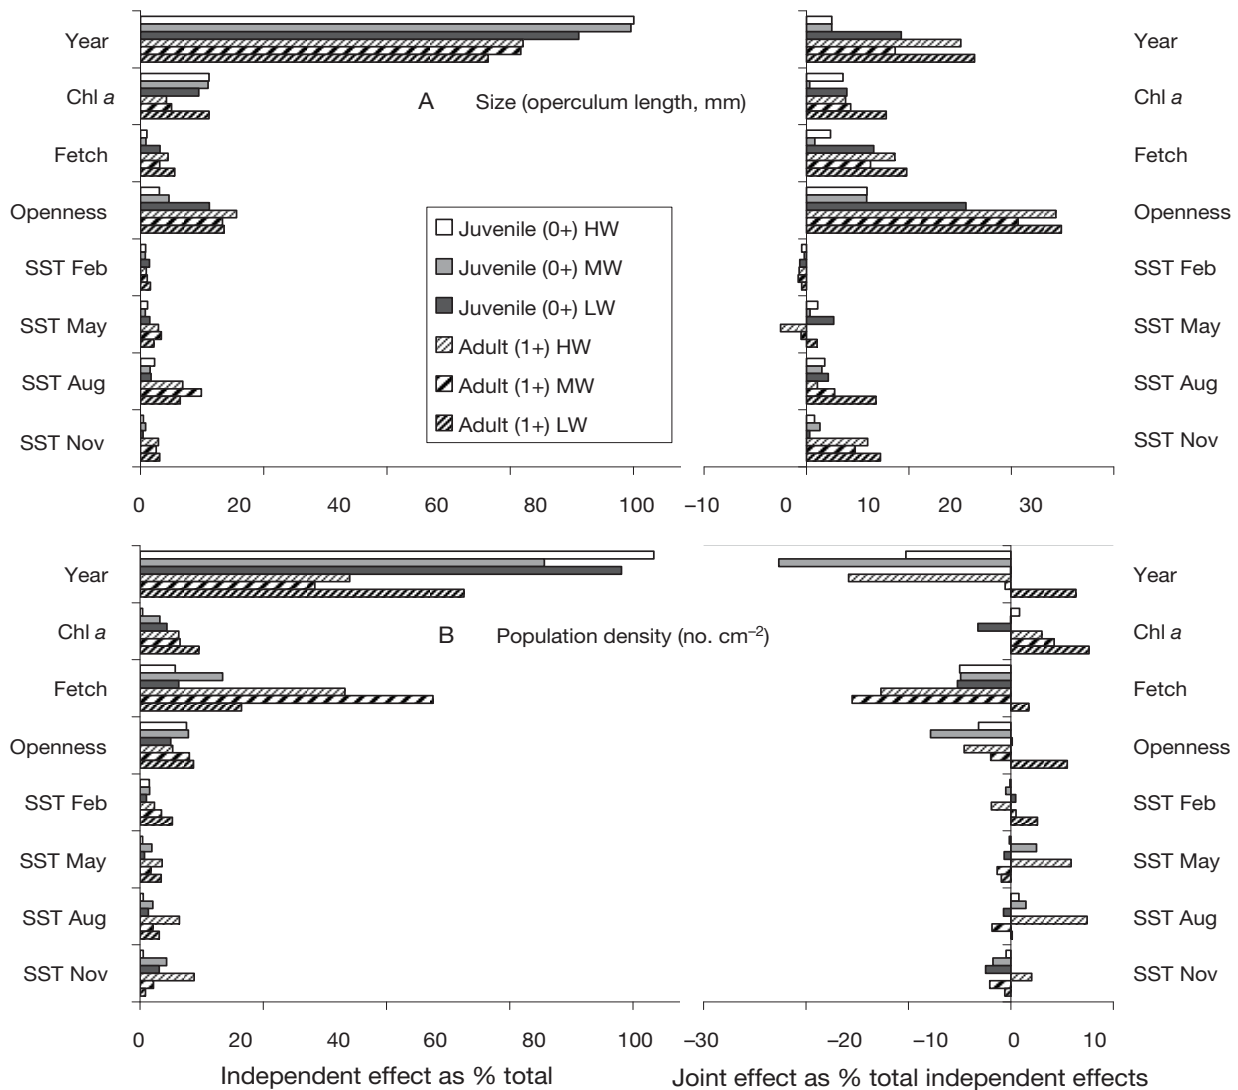 Year Year
Chl a A Size (operculum length, mm) Chl a
Fetch Fetch
Openness Openness
Juvenile (0+) HW
Juvenile (0+) MW
Juvenile (0+) LW
Adult (1+) HW
Adult (1+) MW
Adult (1+) LW
SST Feb SST Feb
SST May SST May
SST Aug SST Aug
SST Nov SST Nov
0 20 40 60 80 100 −10 0 10 20 30
Year Year
Chl a B Population density (no. cm−2) Chl a
Fetch Fetch
Openness Openness
SST Feb SST Feb
SST May SST May
SST Aug SST Aug
SST Nov SST Nov
0 20 40 60 80 100 −30 −20 −10 0 10
Independent effect as % total Joint effect as % total independent effects